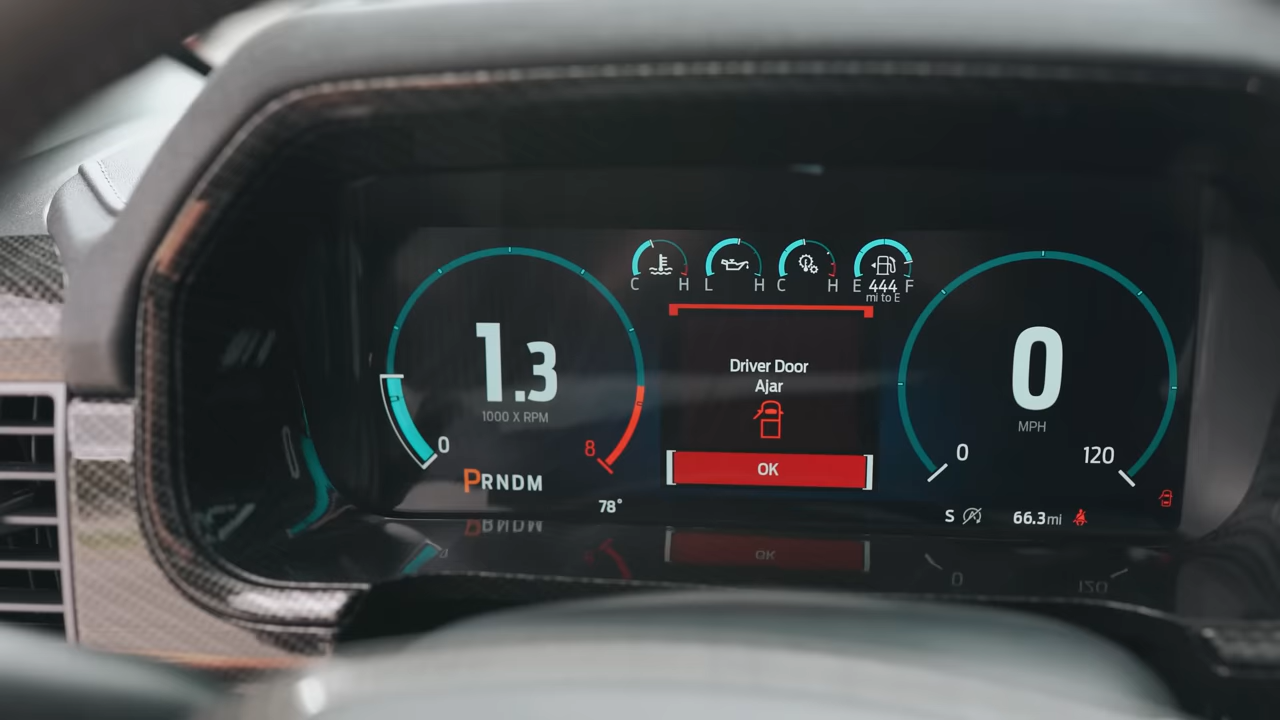 C H
L H
C H
E 444 F
mi to E
1.3
1000 X RPM
0
8
PRNDM
78°
Driver Door
Ajar
OK
0
MPH
0
120
S
66.3mi